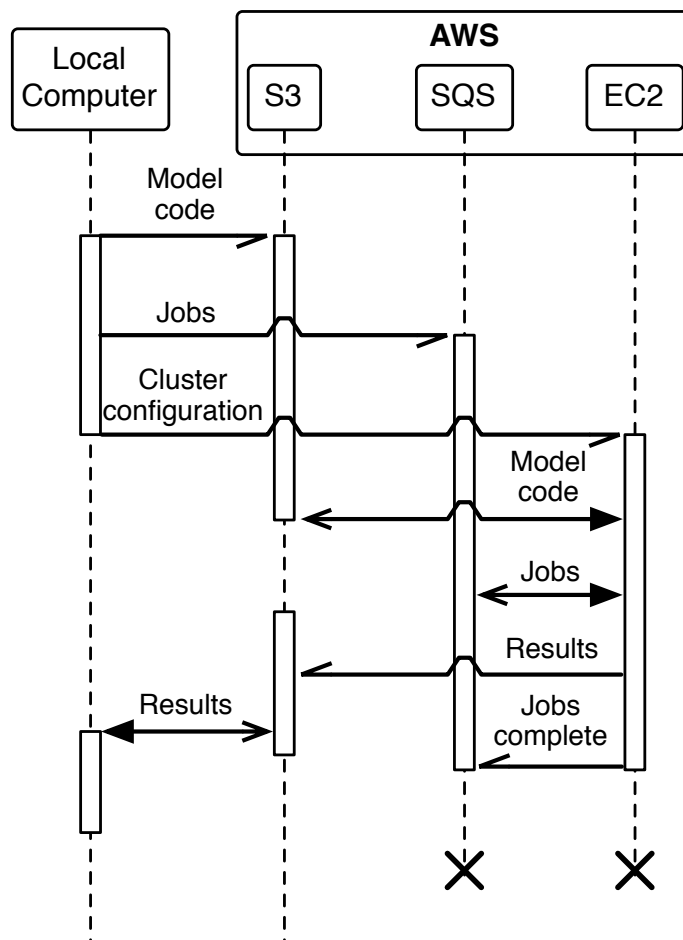 AWS
Local
Computer
S3
SQS
EC2
Model
code
Jobs
Cluster
configuration
Model
code
Jobs
Results
Results
Jobs
complete